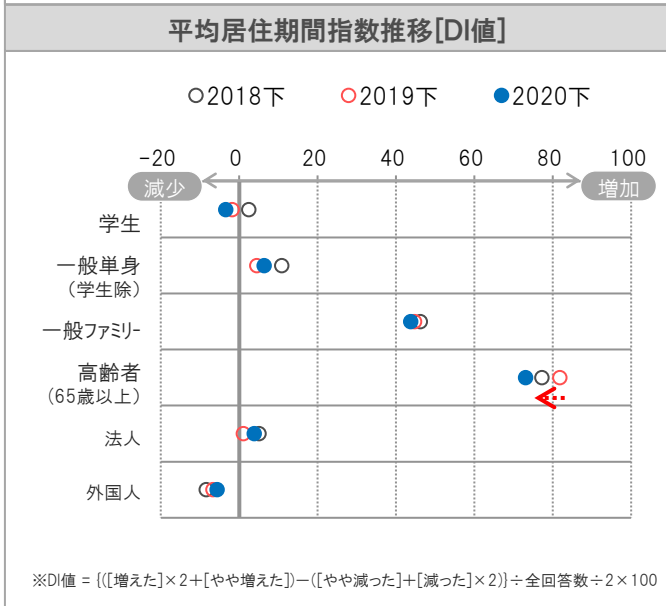 平均居住期間指数推移[DI値]
○2018下 ○2019下 ●2020下
-20 0 20 40 60 80 100
減少 増加
学生
一般単身
(学生除)
一般ファミリー
高齢者
(65歳以上)
法人
外国人
※DI値 = {([増えた]×2+[やや増えた])-([やや減った]+[減った]×2)}÷全回答数÷2×100